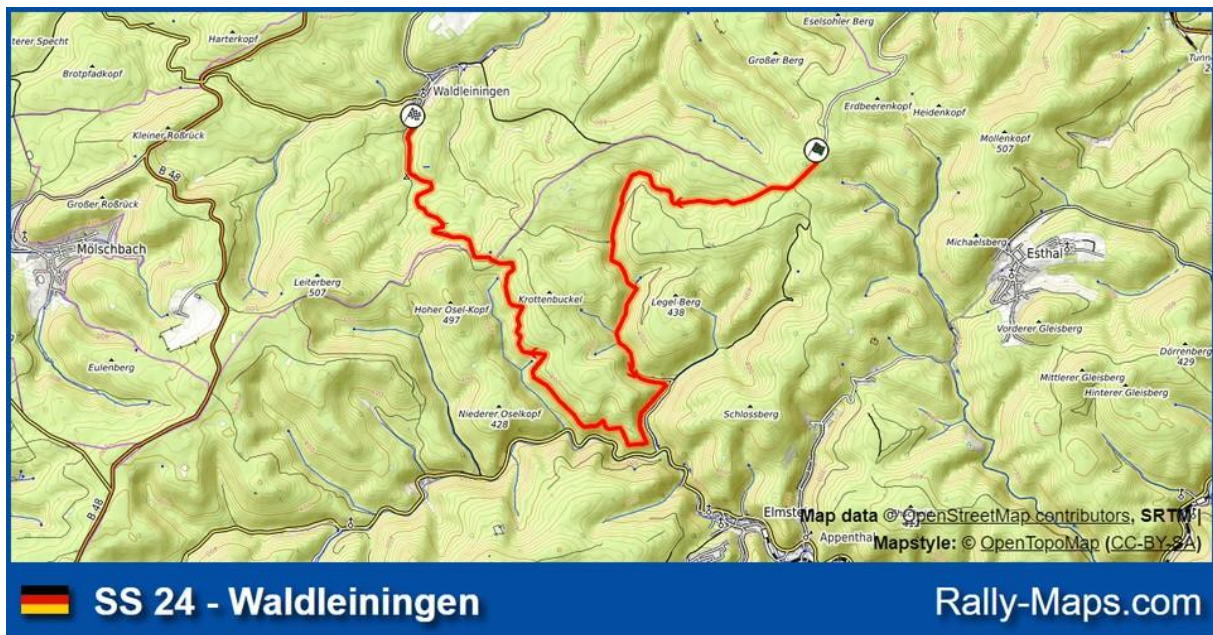 Harterkopf
Brotpfadkopf
Waldleiningen
Eselsohler Berg
Großer Berg
Erdbeerenkopf
Heidenkopf
Mollenkopf
507
Kleiner Roßrück
B 48
Großer Roßrück
Mölschbach
Michaelsberg
Esthal
Leiterberg
507
Hoher Osel-Kopf
497
Krottenbuckel
Legel-Berg
438
Vorderer Gleisberg
Dörrenberg
429
Eulenberg
Mittlerer Gleisberg
Hinterer Gleisberg
Niederer Oselkopf
428
Schlossberg
B 48
Map data © OpenStreetMap contributors, SRTM |
Appenthal
Mapstyle: © OpenTopoMap (CC-BY-SA)
SS 24 - Waldleiningen
Rally-Maps.com